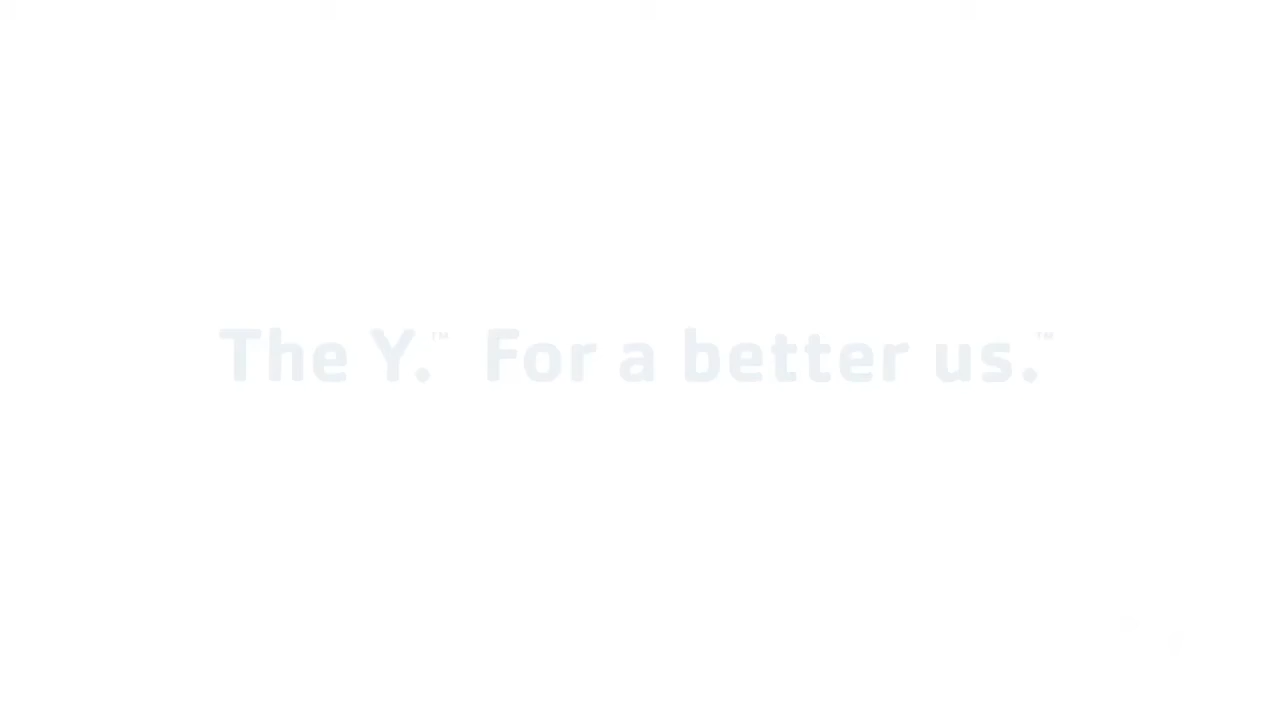 The Y.™ For a better us.™